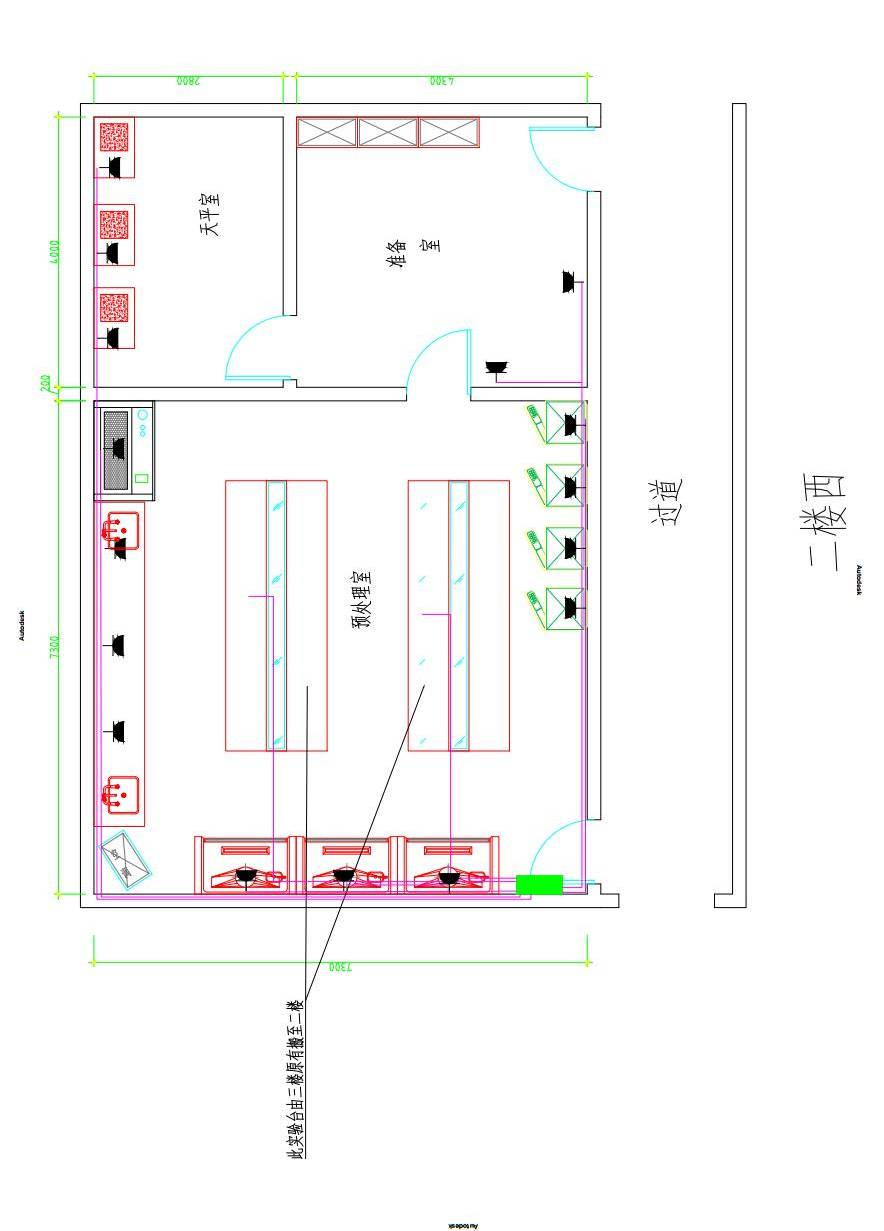 2800
4300
天平室
准备 室
4000
200
7300
预处理室
过道
二楼西
7300
此实验台由三楼原有搬至二楼
Autodesk
Autodesk
Autodesk